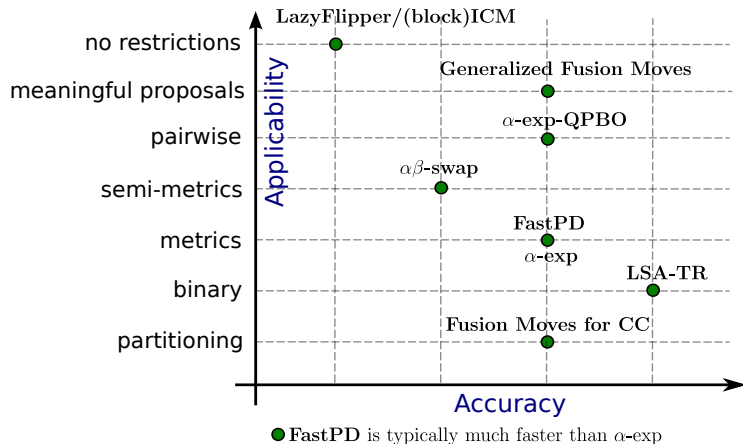 LazyFlipper/(block)ICM
no restrictions
Generalized Fusion Moves
meaningful proposals
α-exp-QPBO
pairwise
αβ-swap
semi-metrics
FastPD
metrics
α-exp
LSA-TR
binary
Fusion Moves for CC
partitioning
Applicability
Accuracy
FastPD is typically much faster than α-exp